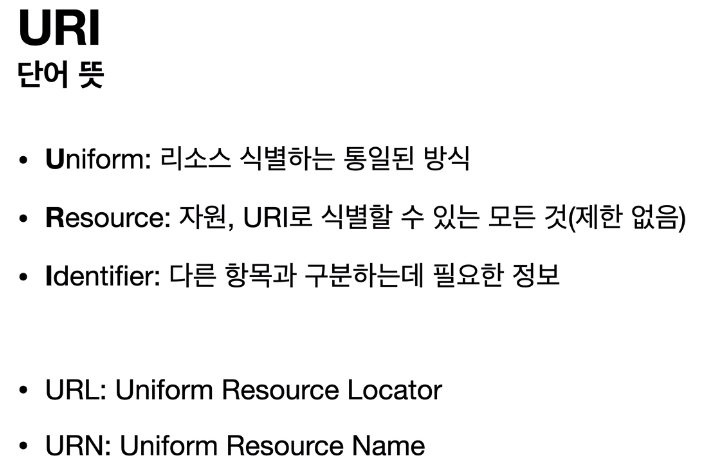 URI
단어 뜻
• Uniform: 리소스 식별하는 통일된 방식
• Resource: 자원, URI로 식별할 수 있는 모든 것(제한 없음)
• Identifier: 다른 항목과 구분하는데 필요한 정보
• URL: Uniform Resource Locator
• URN: Uniform Resource Name